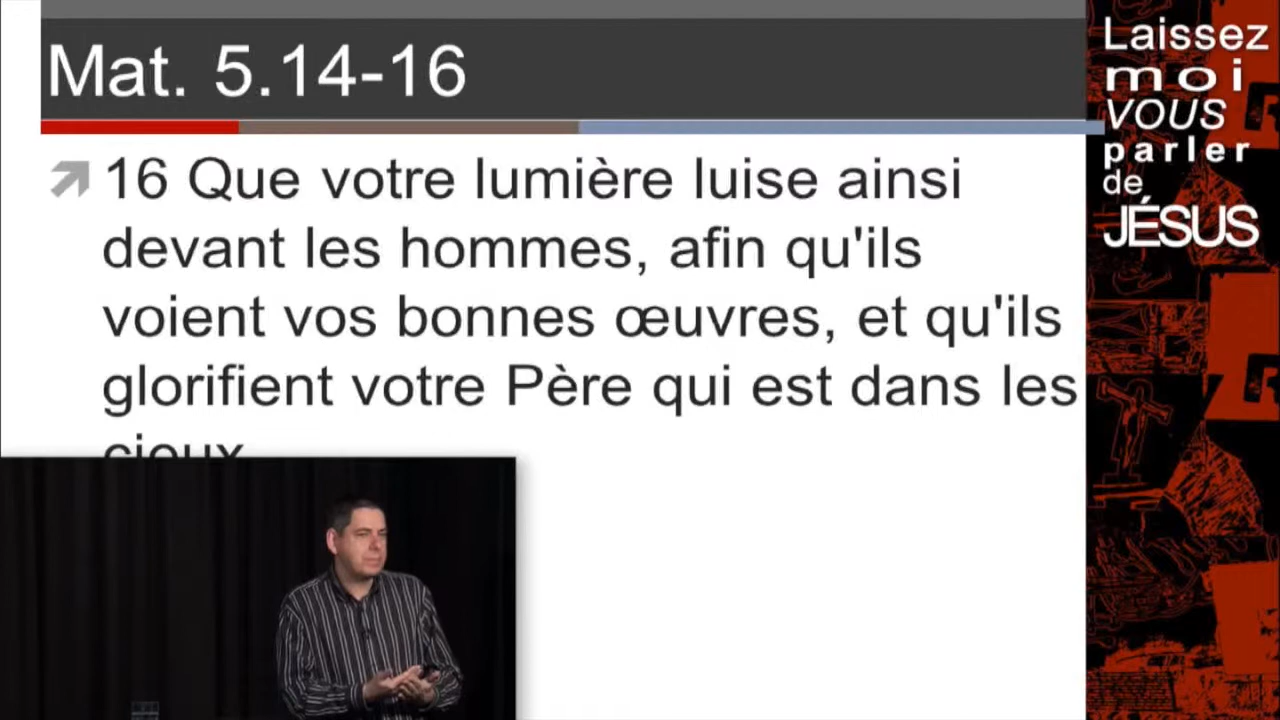 Mat. 5.14-16
16 Que votre lumière luise ainsi
devant les hommes, afin qu'ils
voient vos bonnes œuvres, et qu'ils
glorifient votre Père qui est dans les
cieux
Laissez
moi
VOUS
parler
de
JÉSUS